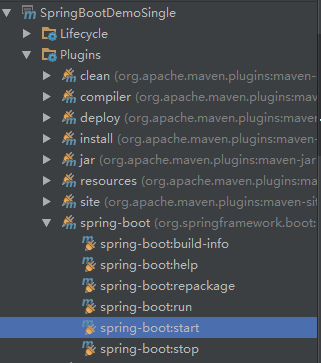 SpringBootDemoSingle
Lifecycle
Plugins
clean (org.apache.maven.plugins:maven-
compiler (org.apache.maven.plugins:mav
deploy (org.apache.maven.plugins:maven
install (org.apache.maven.plugins:maven-
jar (org.apache.maven.plugins:maven-jar
resources (org.apache.maven.plugins:ma
site (org.apache.maven.plugins:maven-sit
spring-boot (org.springframework.boot:
spring-boot:build-info
spring-boot:help
spring-boot:repackage
spring-boot:run
spring-boot:start
spring-boot:stop